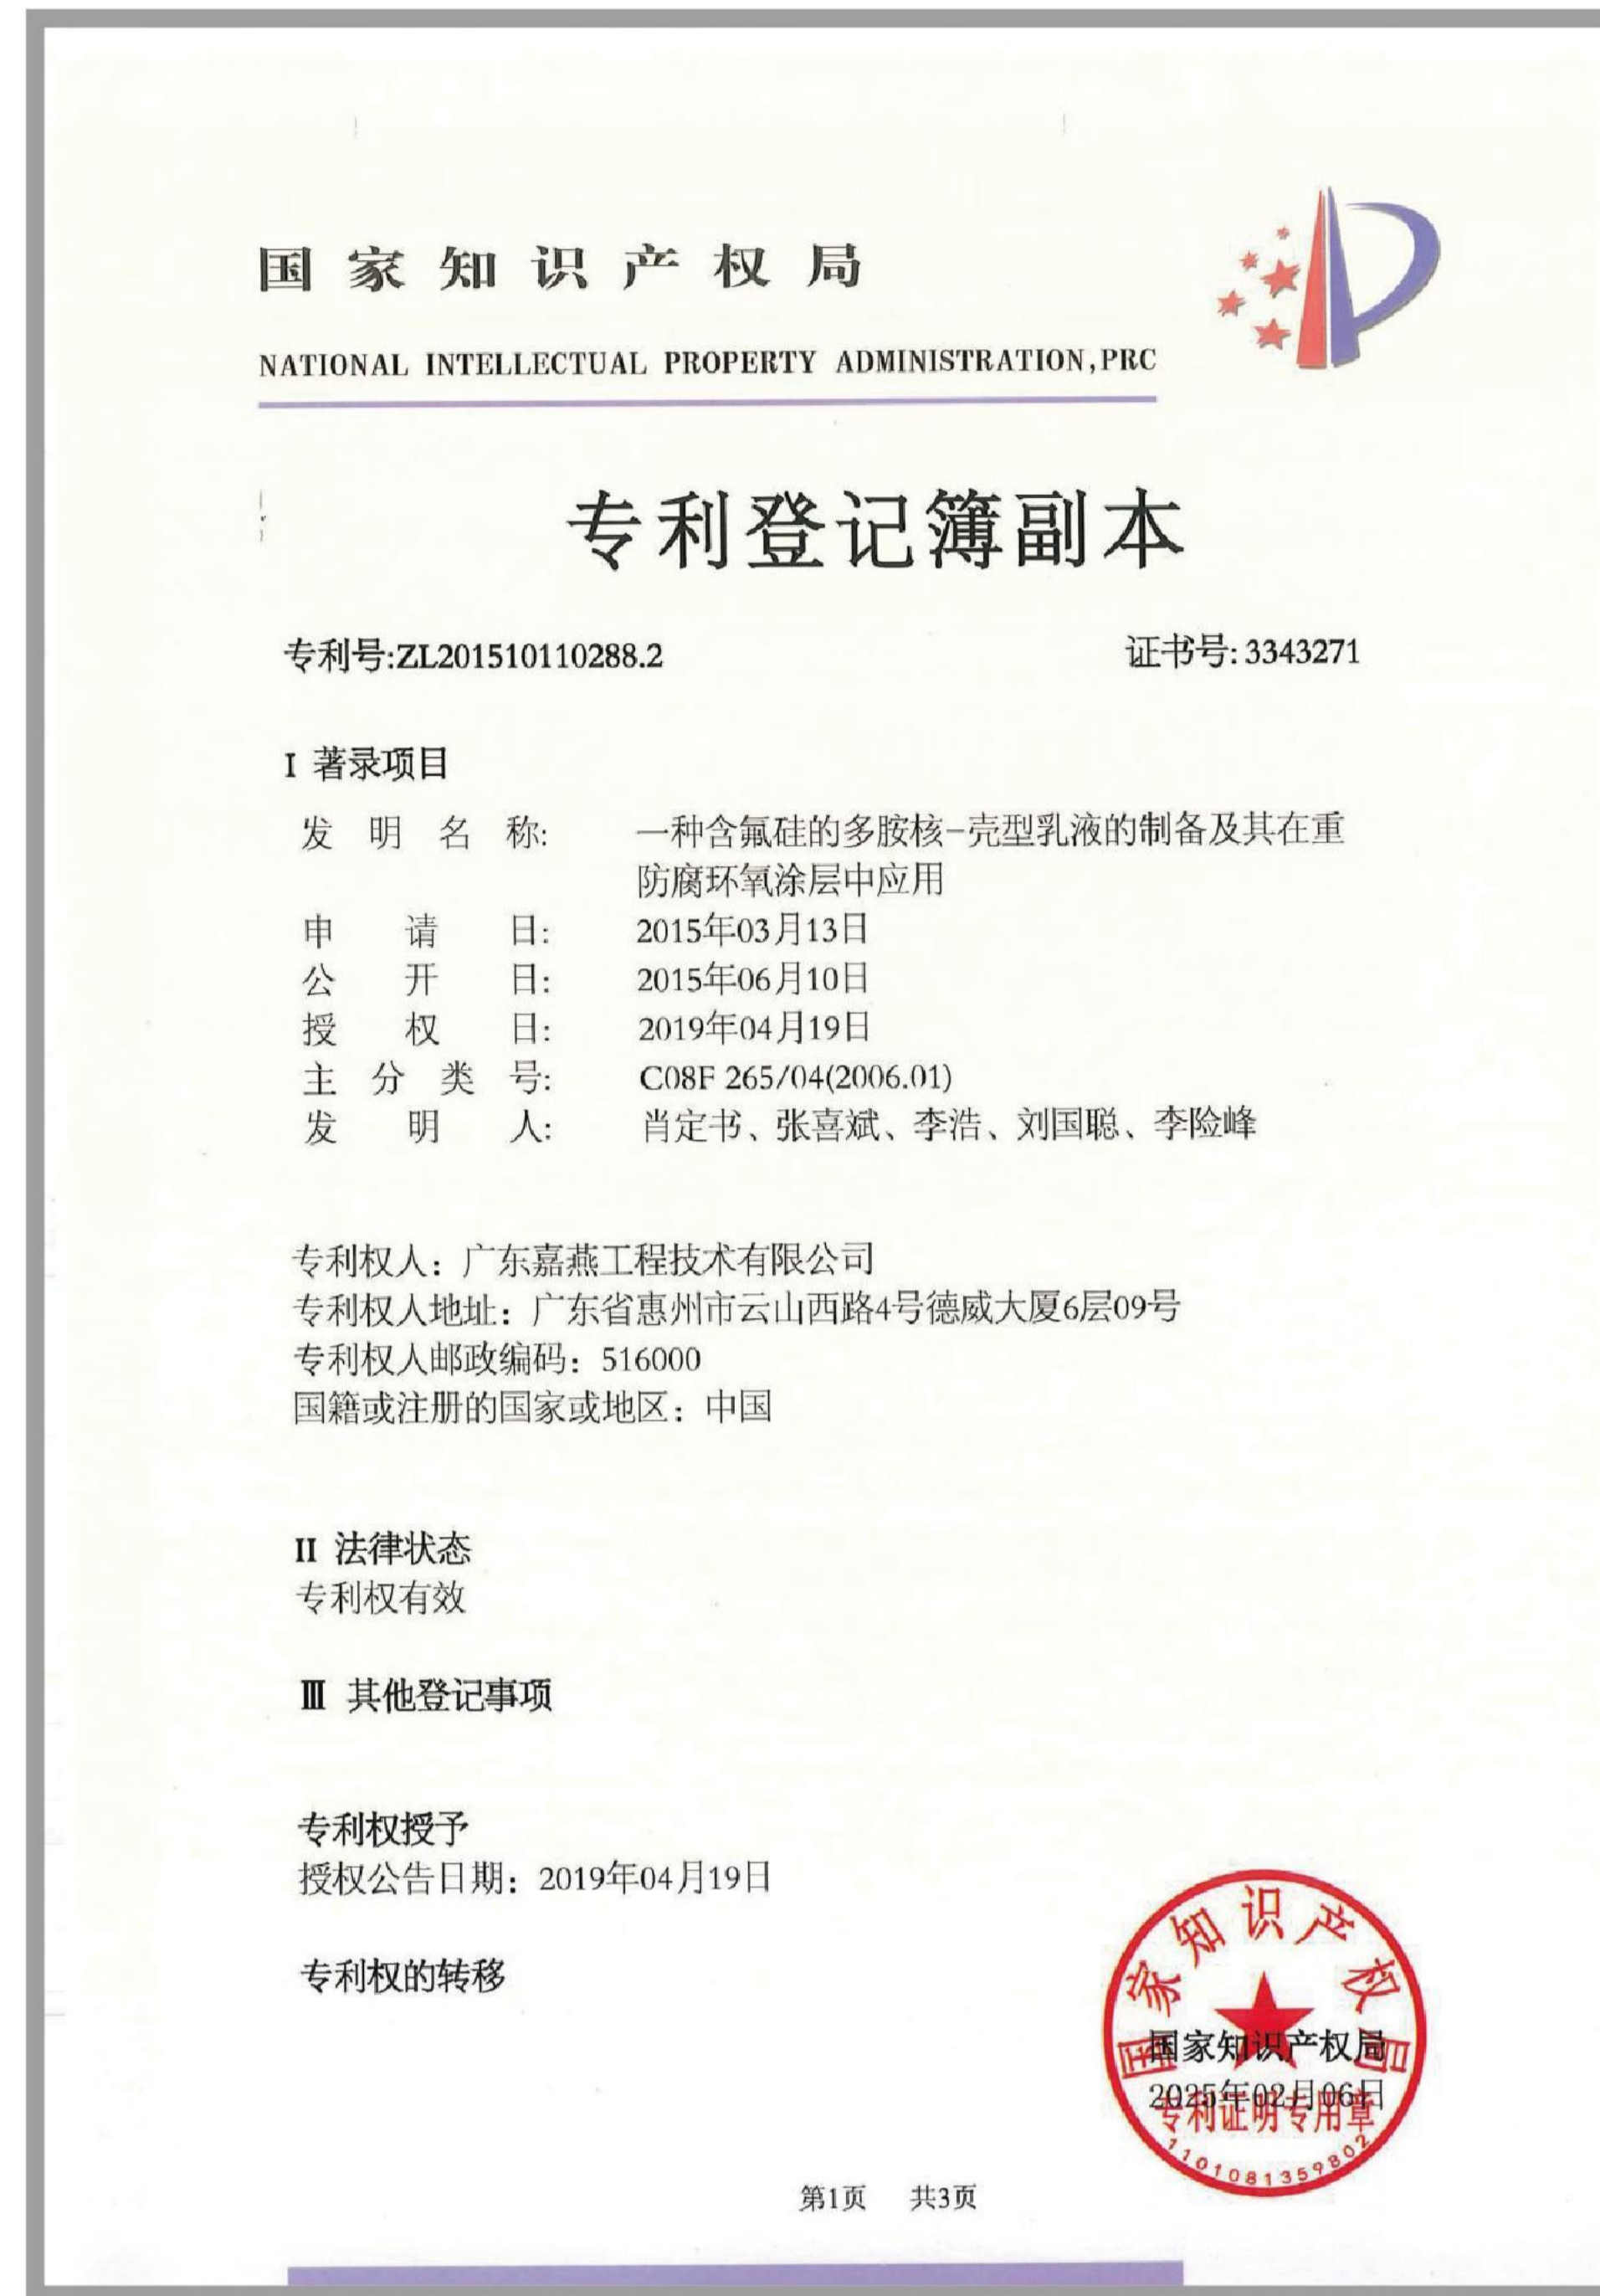 国家知识产权局
NATIONAL INTELLECTUAL PROPERTY ADMINISTRATION,PRC
专利登记簿副本
专利号:ZL201510110288.2 证书号:3343271
I 著录项目
发明名称: 一种含氟硅的多胺核-壳型乳液的制备及其在重
防腐环氧涂层中应用
申请日: 2015年03月13日
公开日: 2015年06月10日
授权日: 2019年04月19日
主分类号: C08F 265/04(2006.01)
发明人: 肖定书、张喜斌、李浩、刘国聪、李险峰
专利权人：广东嘉燕工程技术有限公司
专利权人地址：广东省惠州市云山西路4号德威大厦6层09号
专利权人邮政编码：516000
国籍或注册的国家或地区：中国
II 法律状态
专利权有效
III 其他登记事项
专利权授予
授权公告日期：2019年04月19日
专利权的转移
国家知识产权局
国家知识产权局
2025年02月06日
专利证明专用章
1101081359802
第1页 共3页